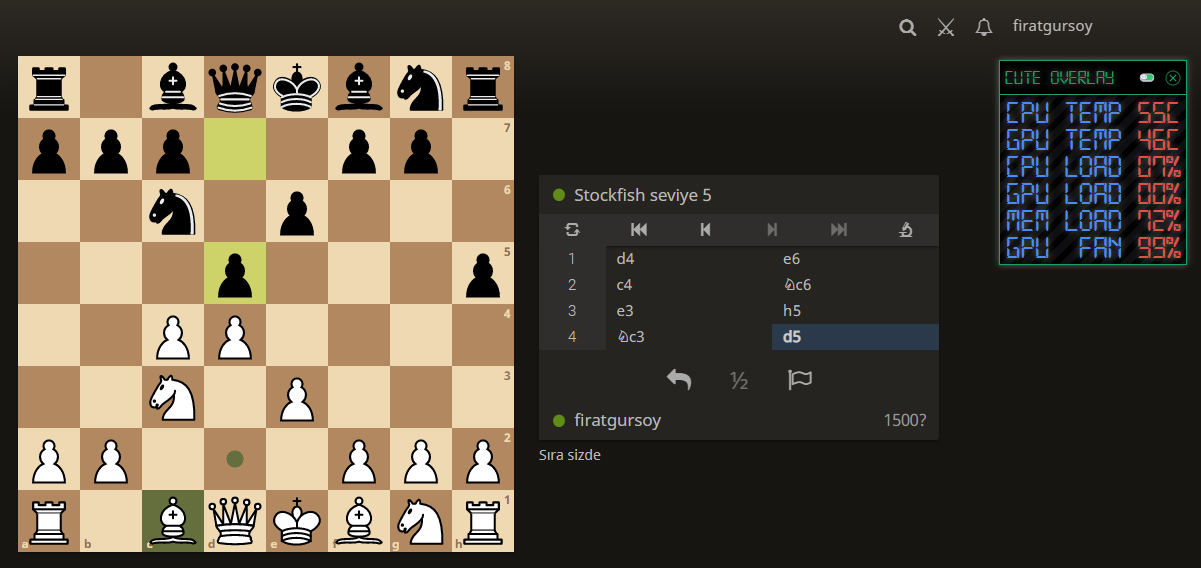 firatgursoy
CUTE OVERLAY
CPU TEMP 55C
GPU TEMP 46C
CPU LOAD 07%
GPU LOAD 00%
MEM LOAD 72%
GPU FAN 99%
8
7
6
5
4
3
2
1
a b c d e f g h
Stockfish seviye 5
1 d4 e6
2 c4 ♘c6
3 e3 h5
4 ♘c3 d5
½
firatgursoy 1500?
Sıra sizde